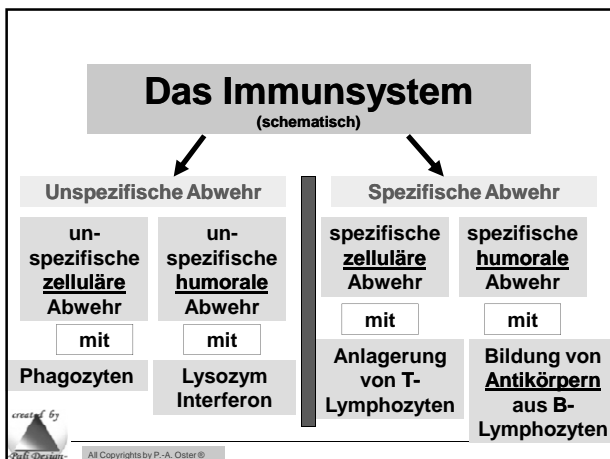 Das Immunsystem
(schematisch)
Unspezifische Abwehr
un-
spezifische
zelluläre
Abwehr
mit
Phagozyten
un-
spezifische
humorale
Abwehr
mit
Lysozym
Interferon
Spezifische Abwehr
spezifische
zelluläre
Abwehr
mit
Anlagerung
von T-
Lymphozyten
spezifische
humorale
Abwehr
mit
Bildung von
Antikörpern
aus B-
Lymphozyten
created by
-Pali Design-
All Copyrights by P.-A. Oster ®